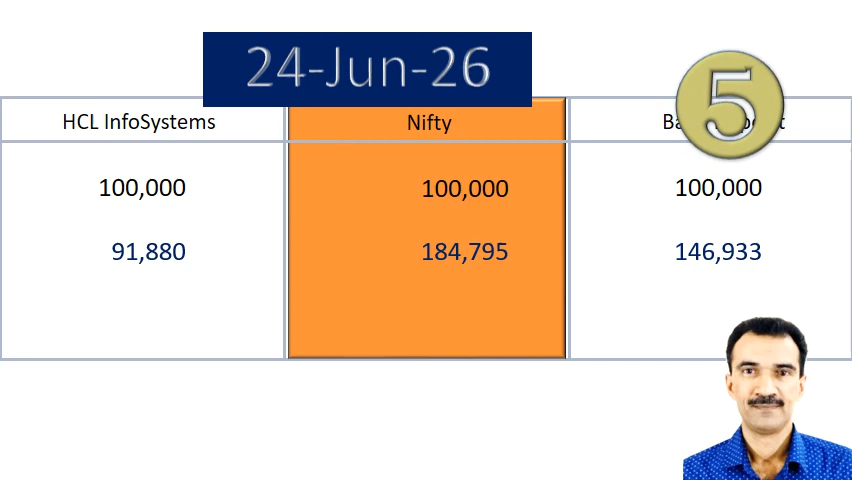 24-Jun-26
5
HCL InfoSystems Nifty
100,000 100,000 100,000
91,880 184,795 146,933